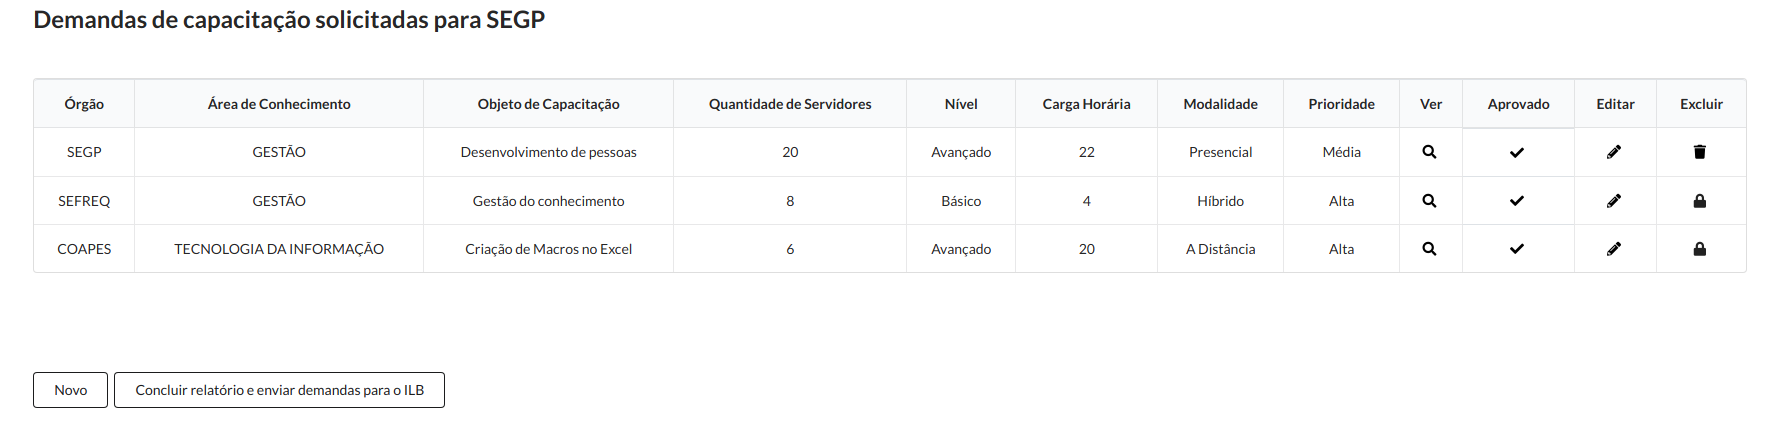 Demandas de capacitação solicitadas para SEGP
Órgão Área de Conhecimento Objeto de Capacitação Quantidade de Servidores Nível Carga Horária Modalidade Prioridade Ver Aprovado Editar Excluir
SEGP GESTÃO Desenvolvimento de pessoas 20 Avançado 22 Presencial Média
SEFREQ GESTÃO Gestão do conhecimento 8 Básico 4 Híbrido Alta
COAPES TECNOLOGIA DA INFORMAÇÃO Criação de Macros no Excel 6 Avançado 20 A Distância Alta
Novo Concluir relatório e enviar demandas para o ILB